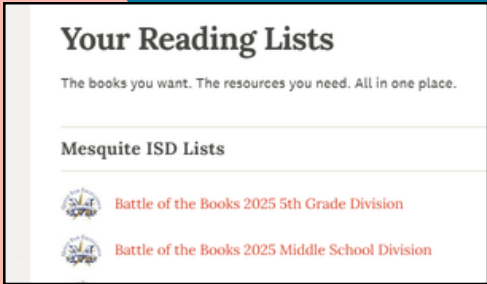 Your Reading Lists
The books you want. The resources you need. All in one place.
Mesquite ISD Lists
Battle of the Books 2025 5th Grade Division
Battle of the Books 2025 Middle School Division